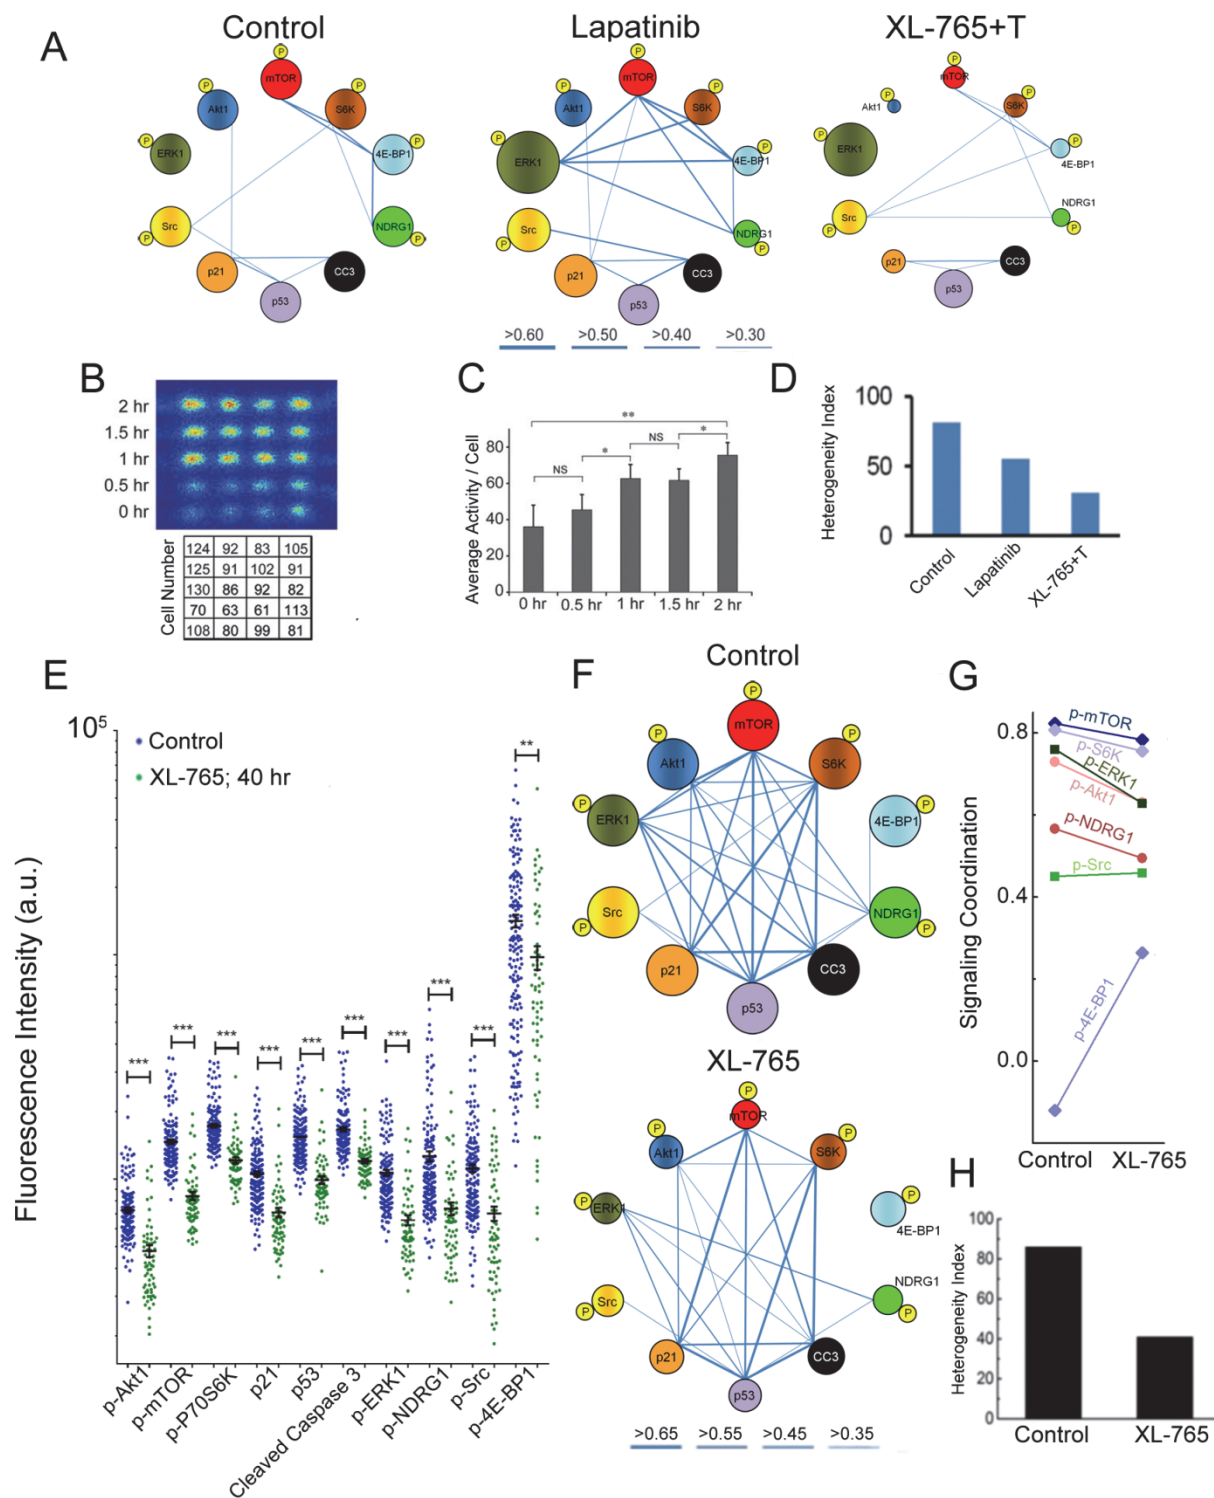 A
Control
Lapatinib
XL-765+T
P
mTOR
P
Akt1
P
S6K
P
ERK1
P
4E-BP1
P
Src
P
NDRG1
P
p21
CC3
p53
P
mTOR
P
Akt1
P
S6K
P
ERK1
P
4E-BP1
P
Src
NDRG1
P
p21
CC3
p53
P
mTOR
P
Akt1
P
S6K
P
ERK1
P
4E-BP1
Src
P
NDRG1
P
p21
CC3
p53
>0.60 >0.50 >0.40 >0.30
B
2 hr
1.5 hr
1 hr
0.5 hr
0 hr
Cell Number
124 92 83 105
125 91 102 91
130 86 92 82
70 63 61 113
108 80 99 81
C
Average Activity / Cell
80
60
40
20
0
NS
*
NS
*
**
0 hr 0.5 hr 1 hr 1.5 hr 2 hr
D
Heterogeneity Index
100
50
0
Control
Lapatinib
XL-765+T
E
10⁵
Control
XL-765; 40 hr
Fluorescence Intensity (a.u.)
***
***
***
***
***
***
***
***
***
**
p-Akt1
p-mTOR
p-P70S6K
p21
p53
Cleaved Caspase 3
p-ERK1
p-NDRG1
p-Src
p-4E-BP1
F
Control
P
mTOR
P
Akt1
P
S6K
P
ERK1
P
4E-BP1
Src
P
NDRG1
P
p21
CC3
p53
XL-765
P
mTOR
P
Akt1
P
S6K
P
ERK1
P
4E-BP1
Src
P
NDRG1
P
p21
CC3
p53
>0.65 >0.55 >0.45 >0.35
G
Signaling Coordination
0.8
0.4
0.0
p-mTOR
p-S6K
p-ERK1
p-Akt1
p-NDRG1
p-Src
p-4E-BP1
Control XL-765
H
Heterogeneity Index
100
80
60
40
20
0
Control XL-765